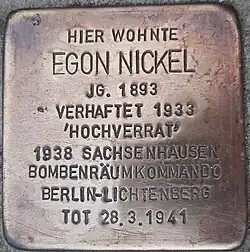 HIER WOHNTE
EGON NICKEL
JG. 1893
VERHAFTET 1933
'HOCHVERRAT'
1938 SACHSENHAUSEN
BOMBENRÄUMKOMMANDO
BERLIN-LICHTENBERG
TOT 28.3.1941